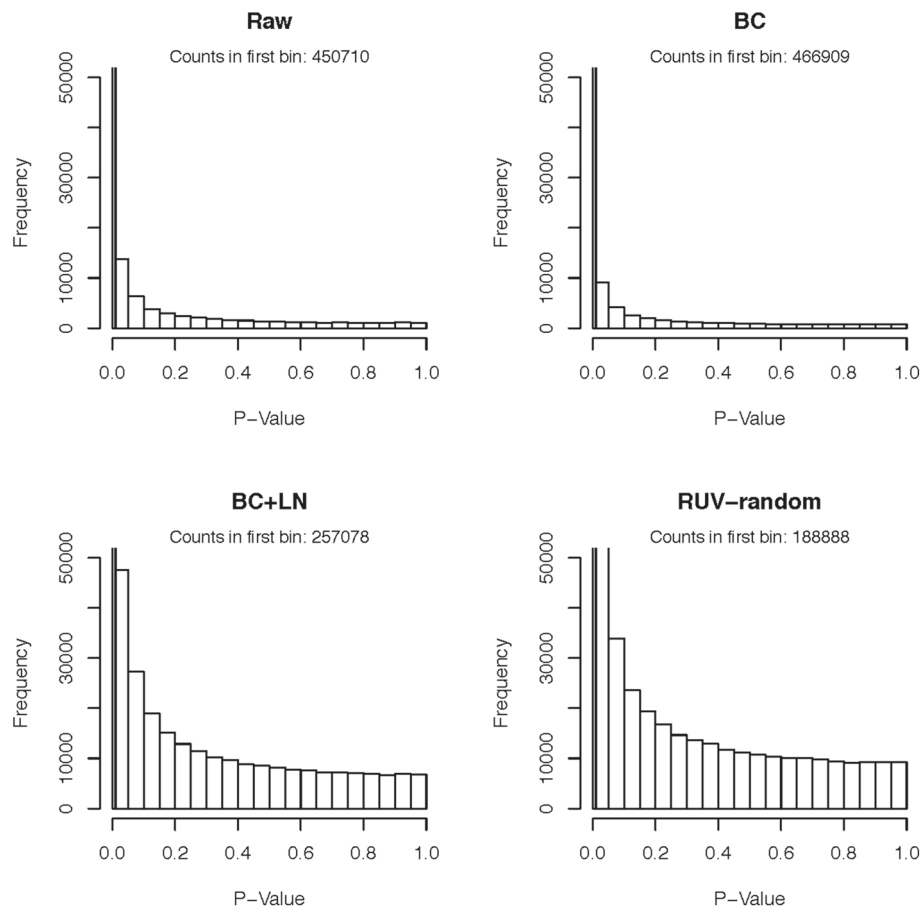 Raw
Counts in first bin: 450710
Frequency
50000
30000
10000
0
0.0 0.2 0.4 0.6 0.8 1.0
P−Value
BC
Counts in first bin: 466909
Frequency
50000
30000
10000
0
0.0 0.2 0.4 0.6 0.8 1.0
P−Value
BC+LN
Counts in first bin: 257078
Frequency
50000
30000
10000
0
0.0 0.2 0.4 0.6 0.8 1.0
P−Value
RUV−random
Counts in first bin: 188888
Frequency
50000
30000
10000
0
0.0 0.2 0.4 0.6 0.8 1.0
P−Value